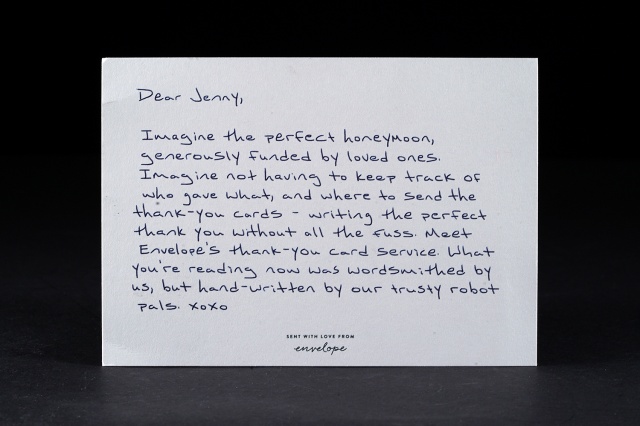 Dear Jenny,
Imagine the perfect honeymoon,
generously funded by loved ones.
Imagine not having to keep track of
who gave what, and where to send the
thank-you cards - writing the perfect
thank you without all the fuss. Meet
Envelope's thank-you card service. What
you're reading now was wordsmithed by
us, but hand-written by our trusty robot
pals. xoxo
SENT WITH LOVE FROM
envelope